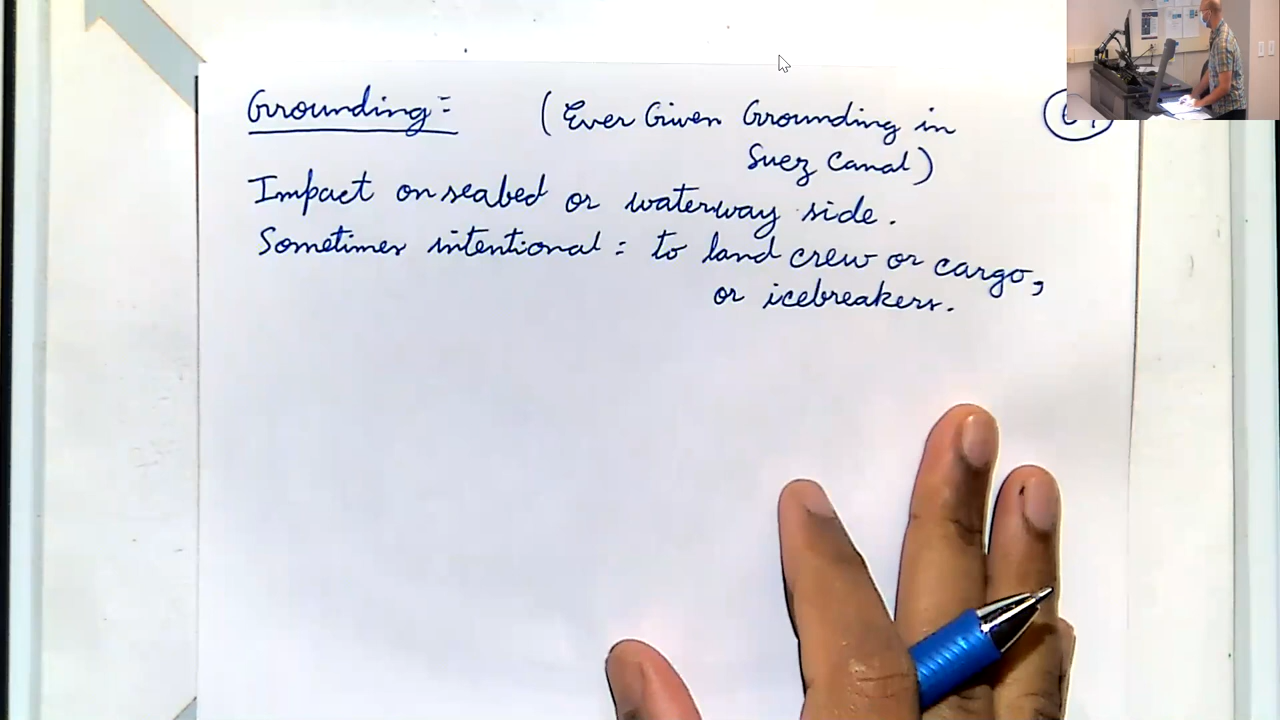 Grounding:
(Ever Given Grounding in
Suez Canal)
Impact on seabed or waterway side.
Sometimes intentional: to land crew or cargo,
or icebreakers.